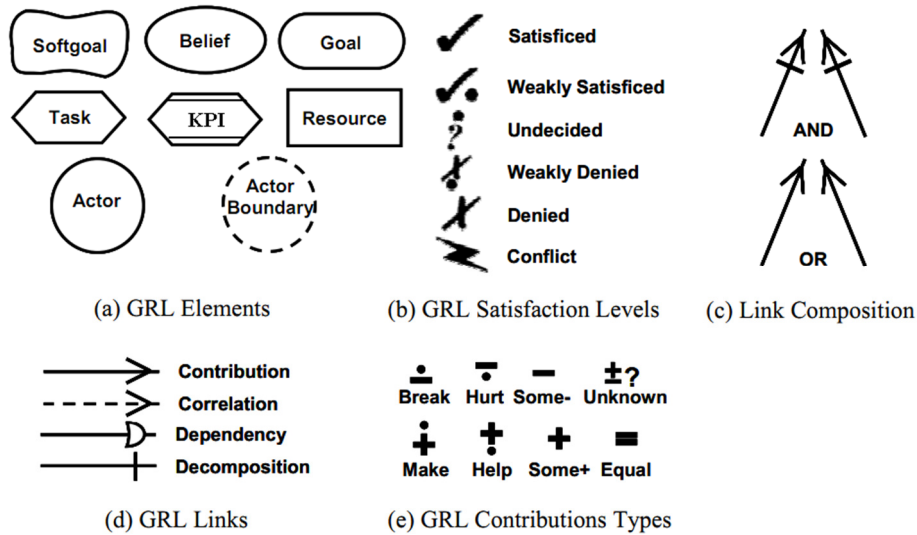 Softgoal
Belief
Goal
Task
KPI
Resource
Actor
Actor
Boundary
(a) GRL Elements
Satisficed
Weakly Satisficed
Undecided
Weakly Denied
Denied
Conflict
(b) GRL Satisfaction Levels
AND
OR
(c) Link Composition
Contribution
Correlation
Dependency
Decomposition
(d) GRL Links
?
Break Hurt Some- Unknown
Make Help Some+ Equal
(e) GRL Contributions Types